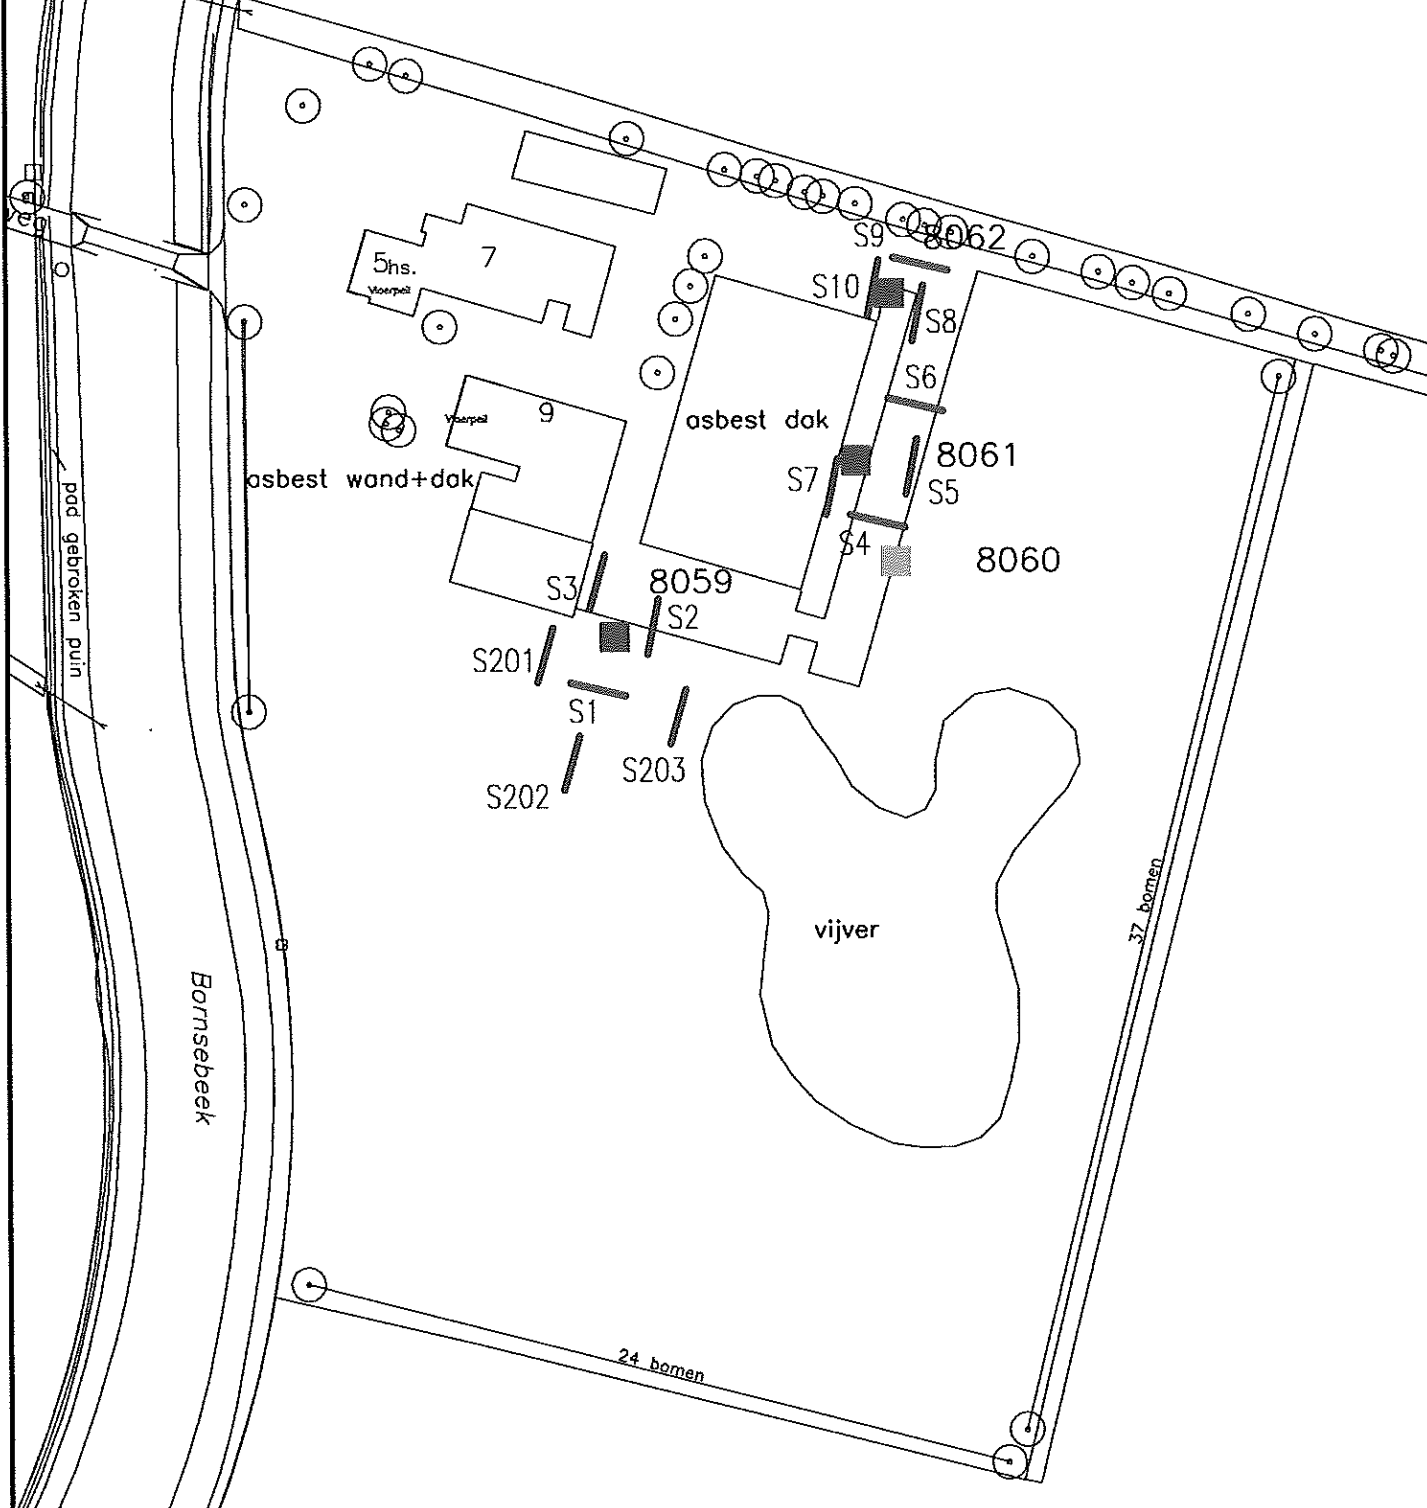 weg
S9
8062
5hs.
7
Vloerpeil
S10
S8
S6
9
Vloerpeil
asbest dak
8061
asbest wand+dak
S7
S5
pad gebroken puin
S4
8060
S3
8059
S2
S201
S1
S203
S202
37 bomen
vijver
Bornsebeek
24 bomen